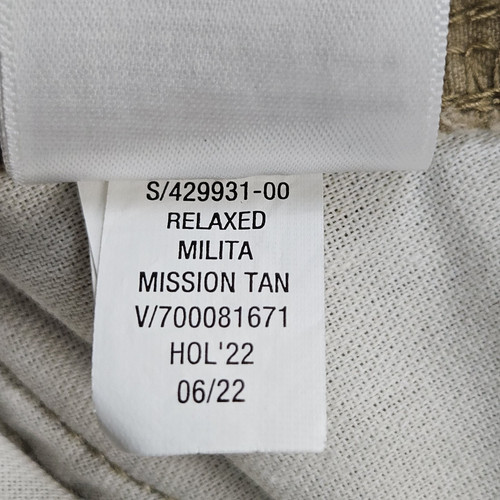 S/429931-00
RELAXED
MILITA
MISSION TAN
V/700081671
HOL'22
06/22